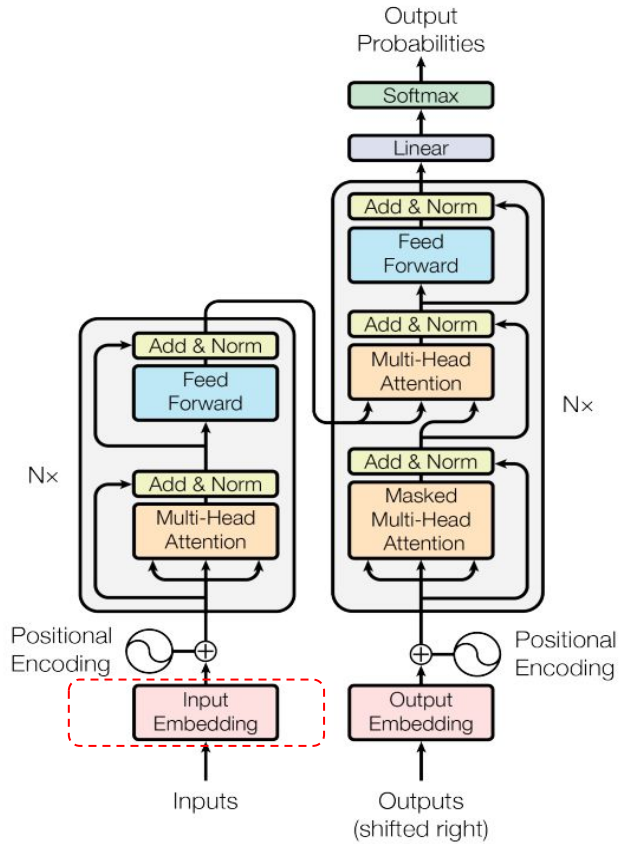 Output
Probabilities
Softmax
Linear
Add & Norm
Feed
Forward
Add & Norm
Multi-Head
Attention
Add & Norm
Masked
Multi-Head
Attention
Nx
Add & Norm
Feed
Forward
Add & Norm
Multi-Head
Attention
Nx
Positional
Encoding
Positional
Encoding
Input
Embedding
Output
Embedding
Inputs
Outputs
(shifted right)